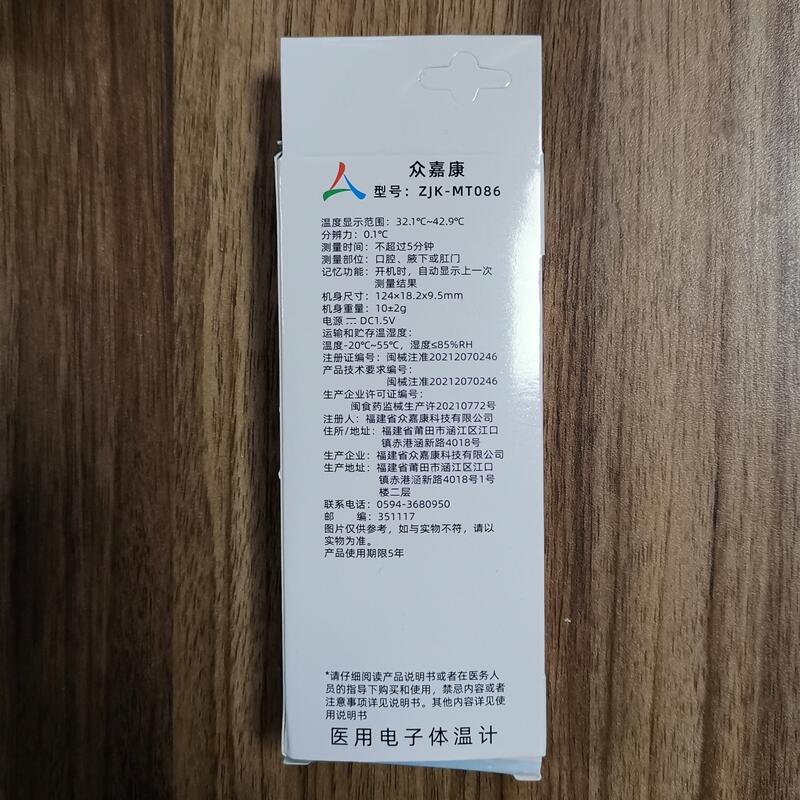 众嘉康
型号：ZJK-MT086
温度显示范围：32.1℃~42.9℃
分辨力：0.1℃
测量时间：不超过5分钟
测量部位：口腔、腋下或肛门
记忆功能：开机时，自动显示上一次
测量结果
机身尺寸：124×18.2x9.5mm
机身重量：10±2g
电源 ⎓ DC1.5V
运输和贮存温湿度：
温度-20℃~55℃，湿度≤85%RH
注册证编号：闽械注准20212070246
产品技术要求编号：
闽械注准20212070246
生产企业许可证编号：
闽食药监械生产许20210772号
注册人：福建省众嘉康科技有限公司
住所/地址：福建省莆田市涵江区江口
镇赤港涵新路4018号
生产企业：福建省众嘉康科技有限公司
生产地址：福建省莆田市涵江区江口
镇赤港涵新路4018号1号
楼二层
联系电话：0594-3680950
邮 编：351117
图片仅供参考，如与实物不符，请以
实物为准。
产品使用期限5年
*请仔细阅读产品说明书或者在医务人
员的指导下购买和使用，禁忌内容或者
注意事项详见说明书。其他内容详见使
用说明书
医用电子体温计